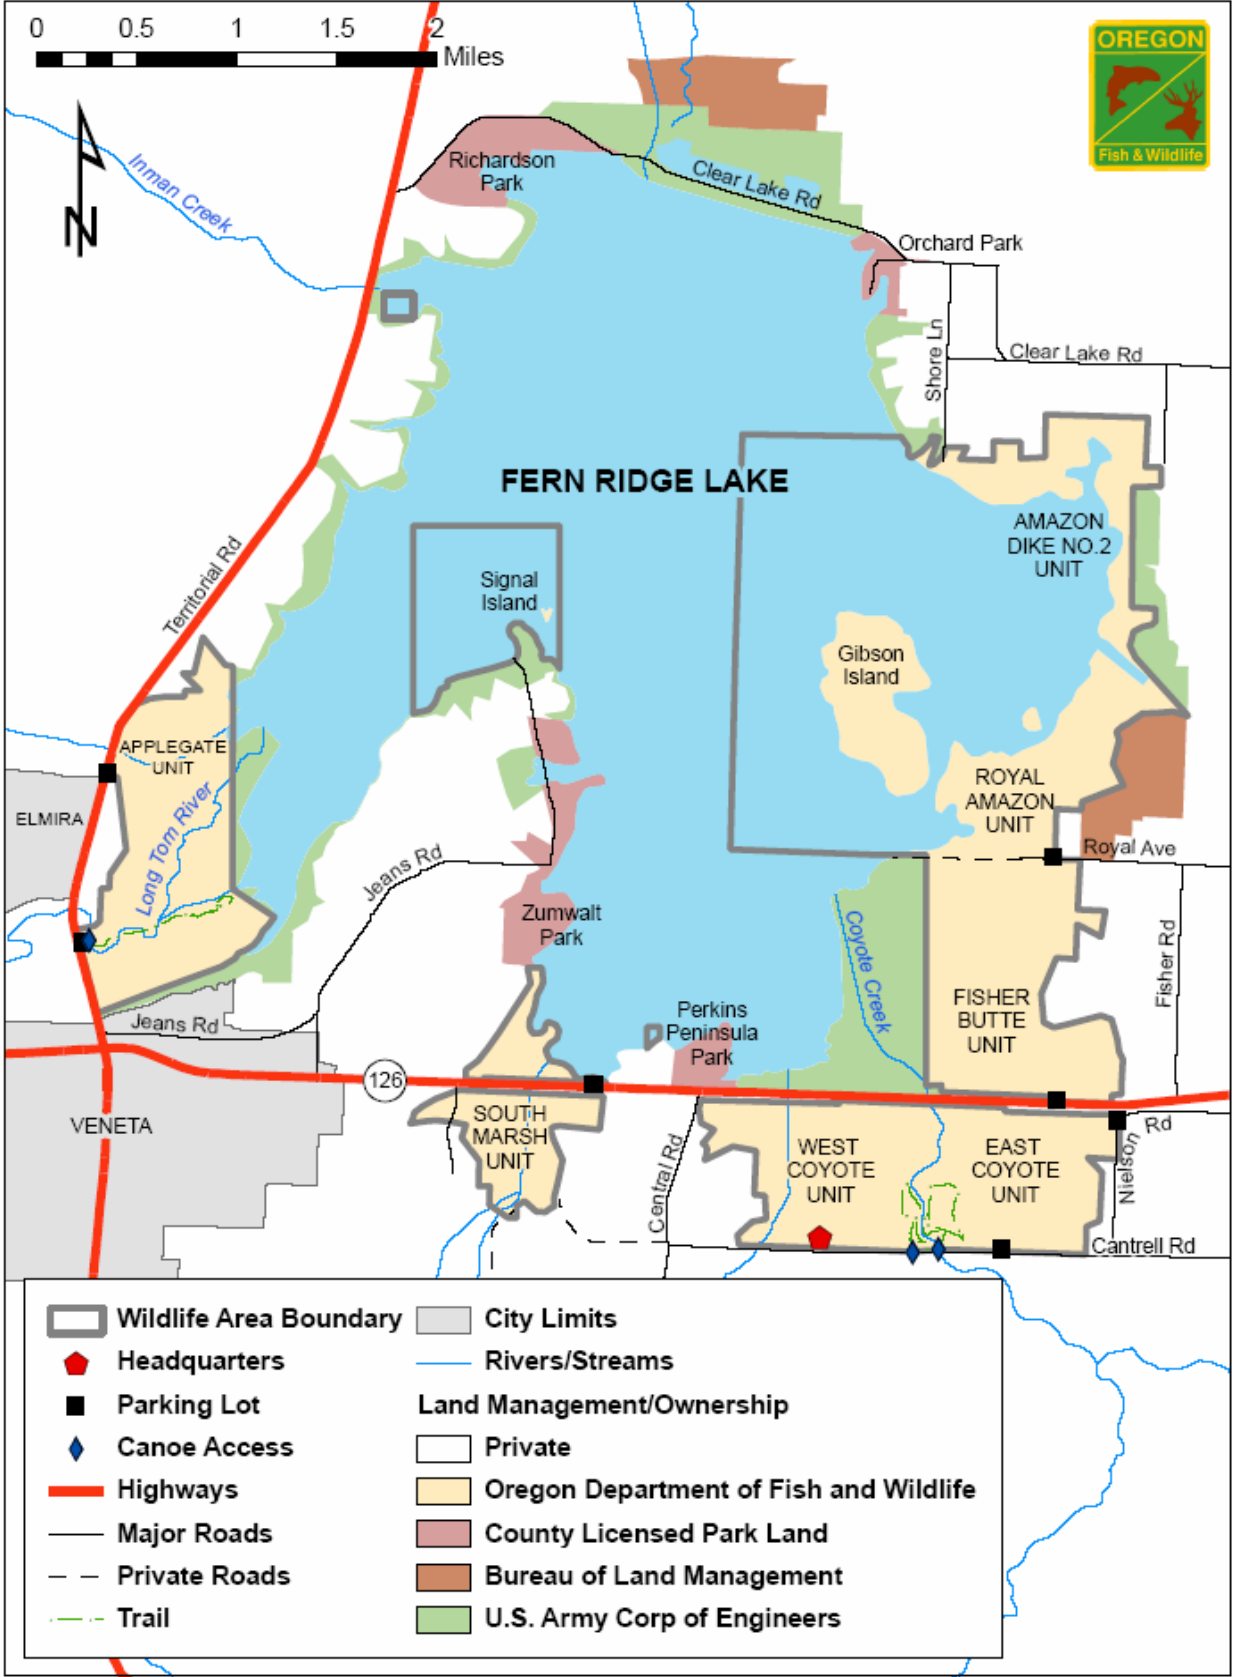 0 0.5 1 1.5 2
Miles
OREGON
Fish & Wildlife
N
Inman Creek
Richardson
Park
Clear Lake Rd
Orchard Park
Shore Ln
Clear Lake Rd
FERN RIDGE LAKE
AMAZON
DIKE NO.2
UNIT
Signal
Island
Territorial Rd
Gibson
Island
APPLEGATE
UNIT
ROYAL
AMAZON
UNIT
ELMIRA
Long Tom River
Royal Ave
Jeans Rd
Zumwalt
Park
Coyote Creek
Fisher Rd
FISHER
BUTTE
UNIT
Perkins
Peninsula
Park
Jeans Rd
126
VENETA
SOUTH
MARSH
UNIT
Central Rd
WEST
COYOTE
UNIT
EAST
COYOTE
UNIT
Nielson
Rd
Cantrell Rd
Wildlife Area Boundary
Headquarters
Parking Lot
Canoe Access
Highways
Major Roads
Private Roads
Trail
City Limits
Rivers/Streams
Land Management/Ownership
Private
Oregon Department of Fish and Wildlife
County Licensed Park Land
Bureau of Land Management
U.S. Army Corp of Engineers